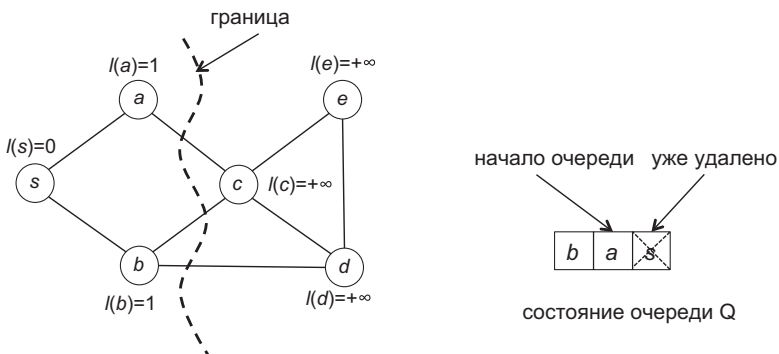 граница
l(a)=1
l(e)=+∞
a
e
l(s)=0
s
c
l(c)=+∞
b
d
l(b)=1
l(d)=+∞
начало очереди уже удалено
b a s
состояние очереди Q